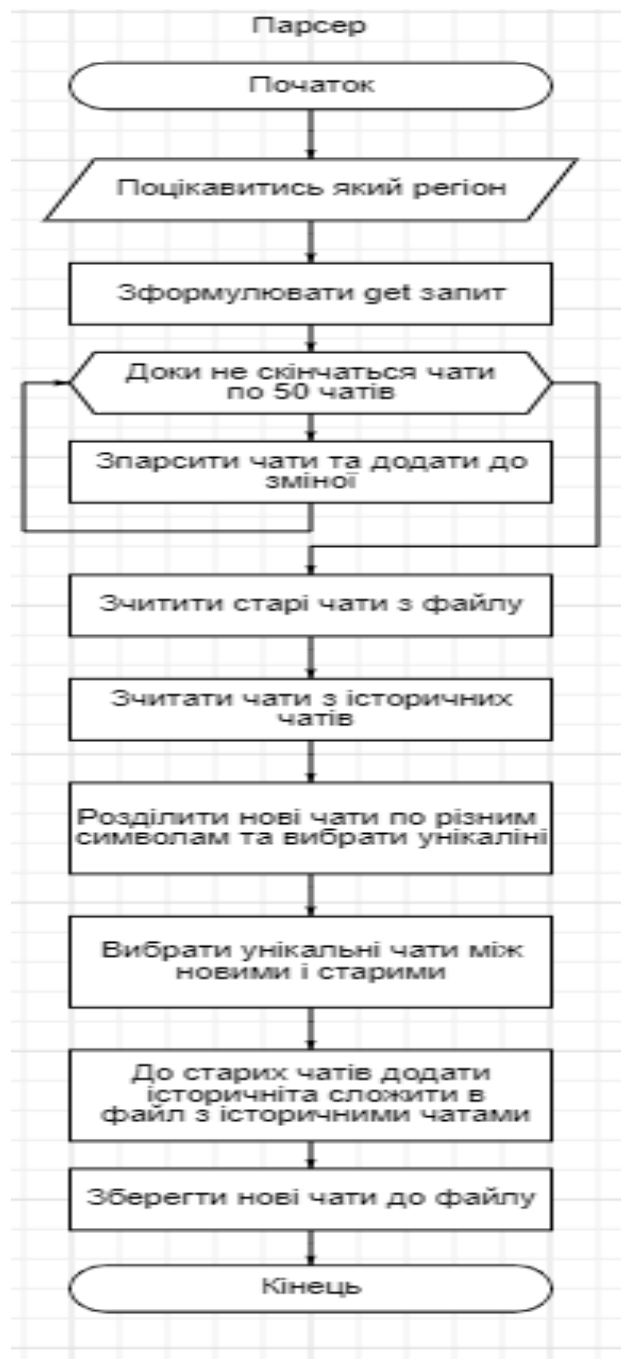 Парсер
Початок
Поцікавитись який регіон
Зформулювати get запит
Доки не скінчаться чати
по 50 чатів
Зпарсити чати та додати до
зміної
Зчитити старі чати з файлу
Зчитати чати з історичних
чатів
Розділити нові чати по різним
символам та вибрати унікаліні
Вибрати унікальні чати між
новими і старими
До старих чатів додати
історичніта сложити в
файл з історичними чатами
Зберегти нові чати до файлу
Кінець